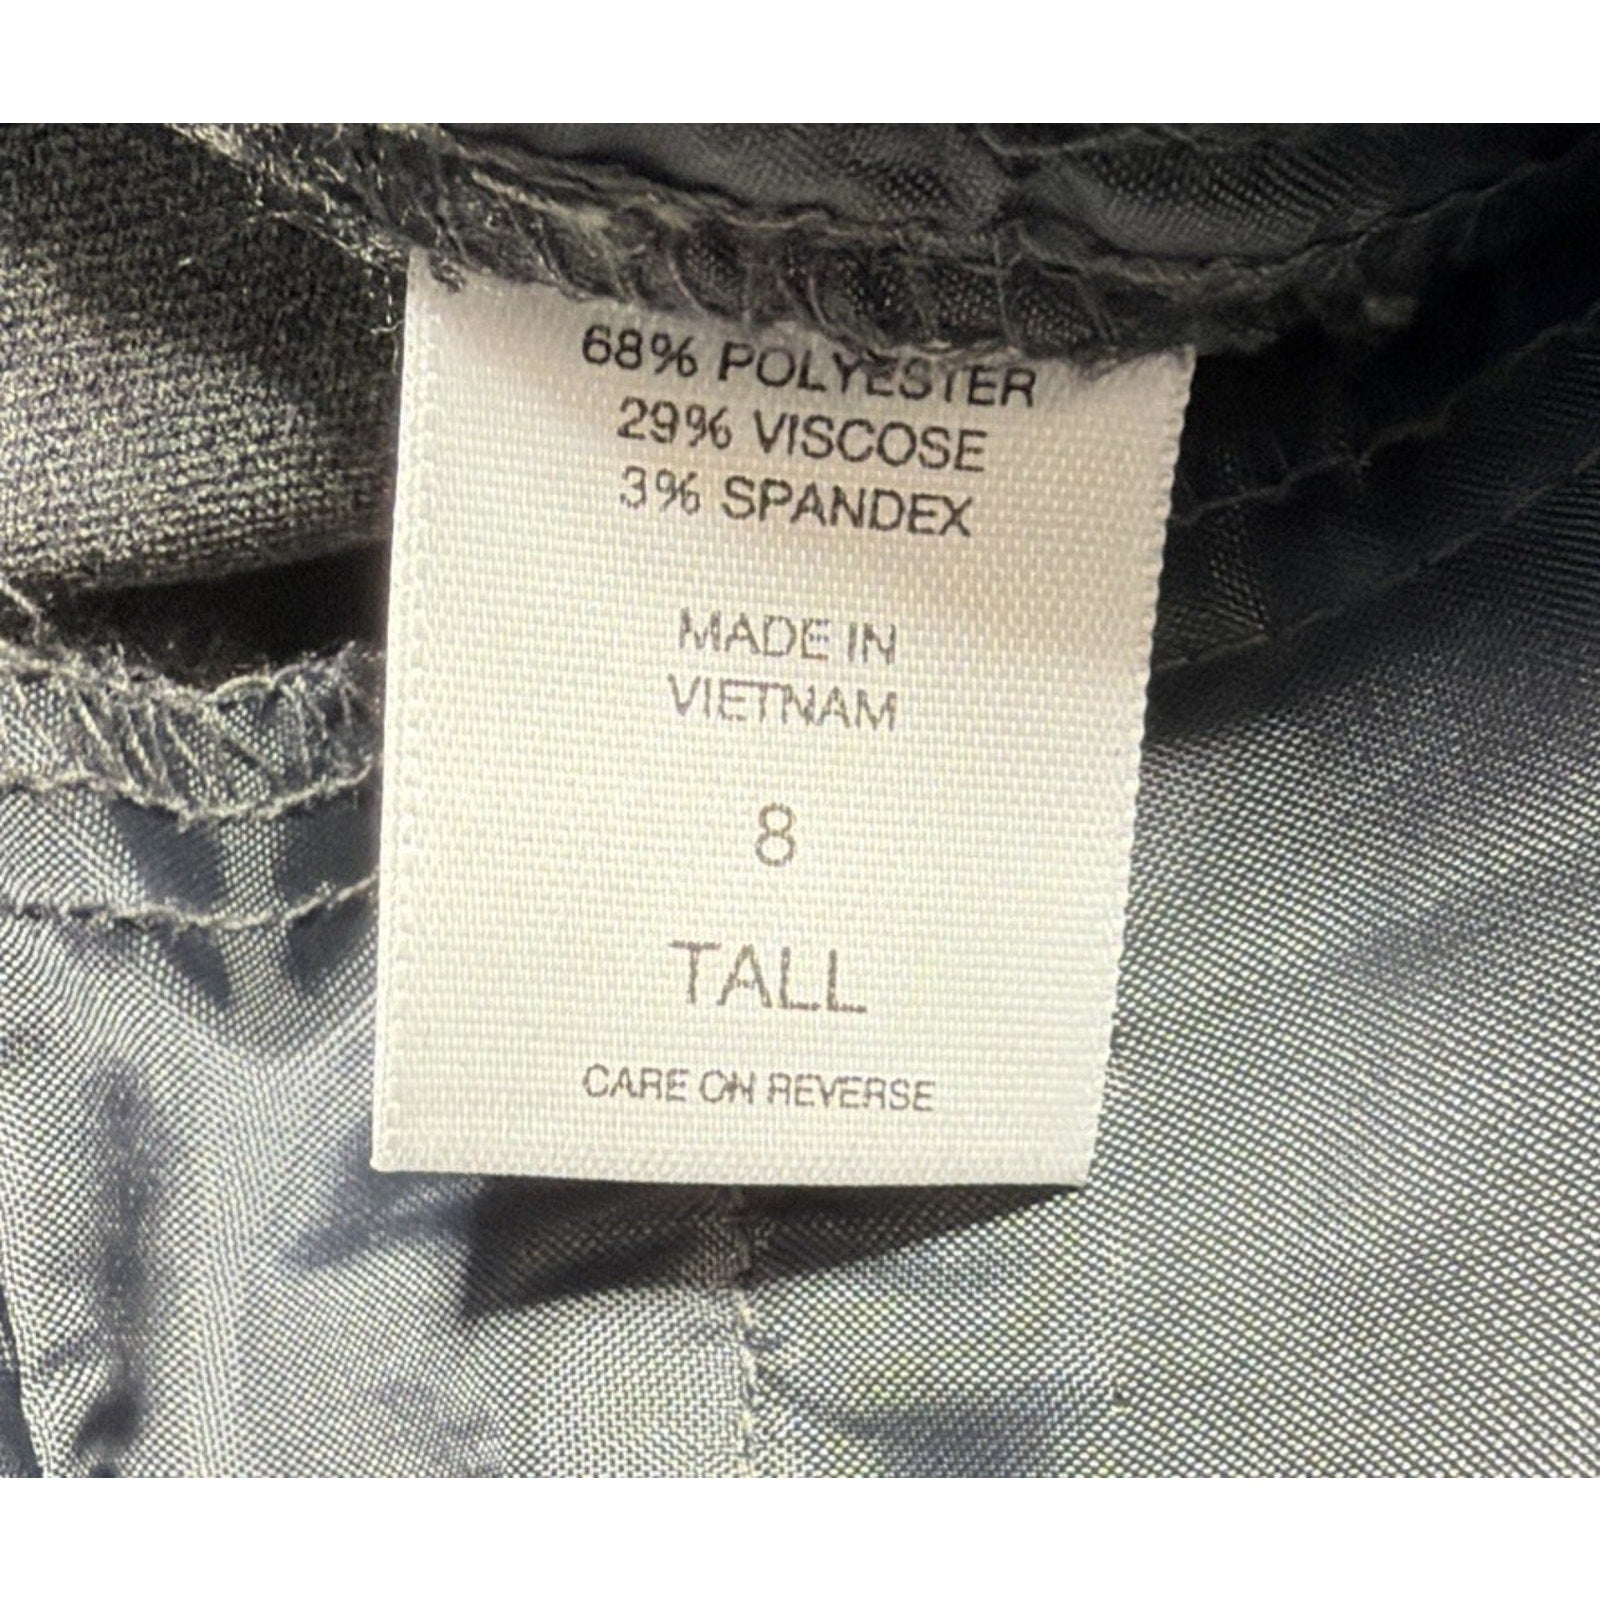 68% POLYESTER
29% VISCOSE
3% SPANDEX
MADE IN
VIETNAM
8
TALL
CARE ON REVERSE